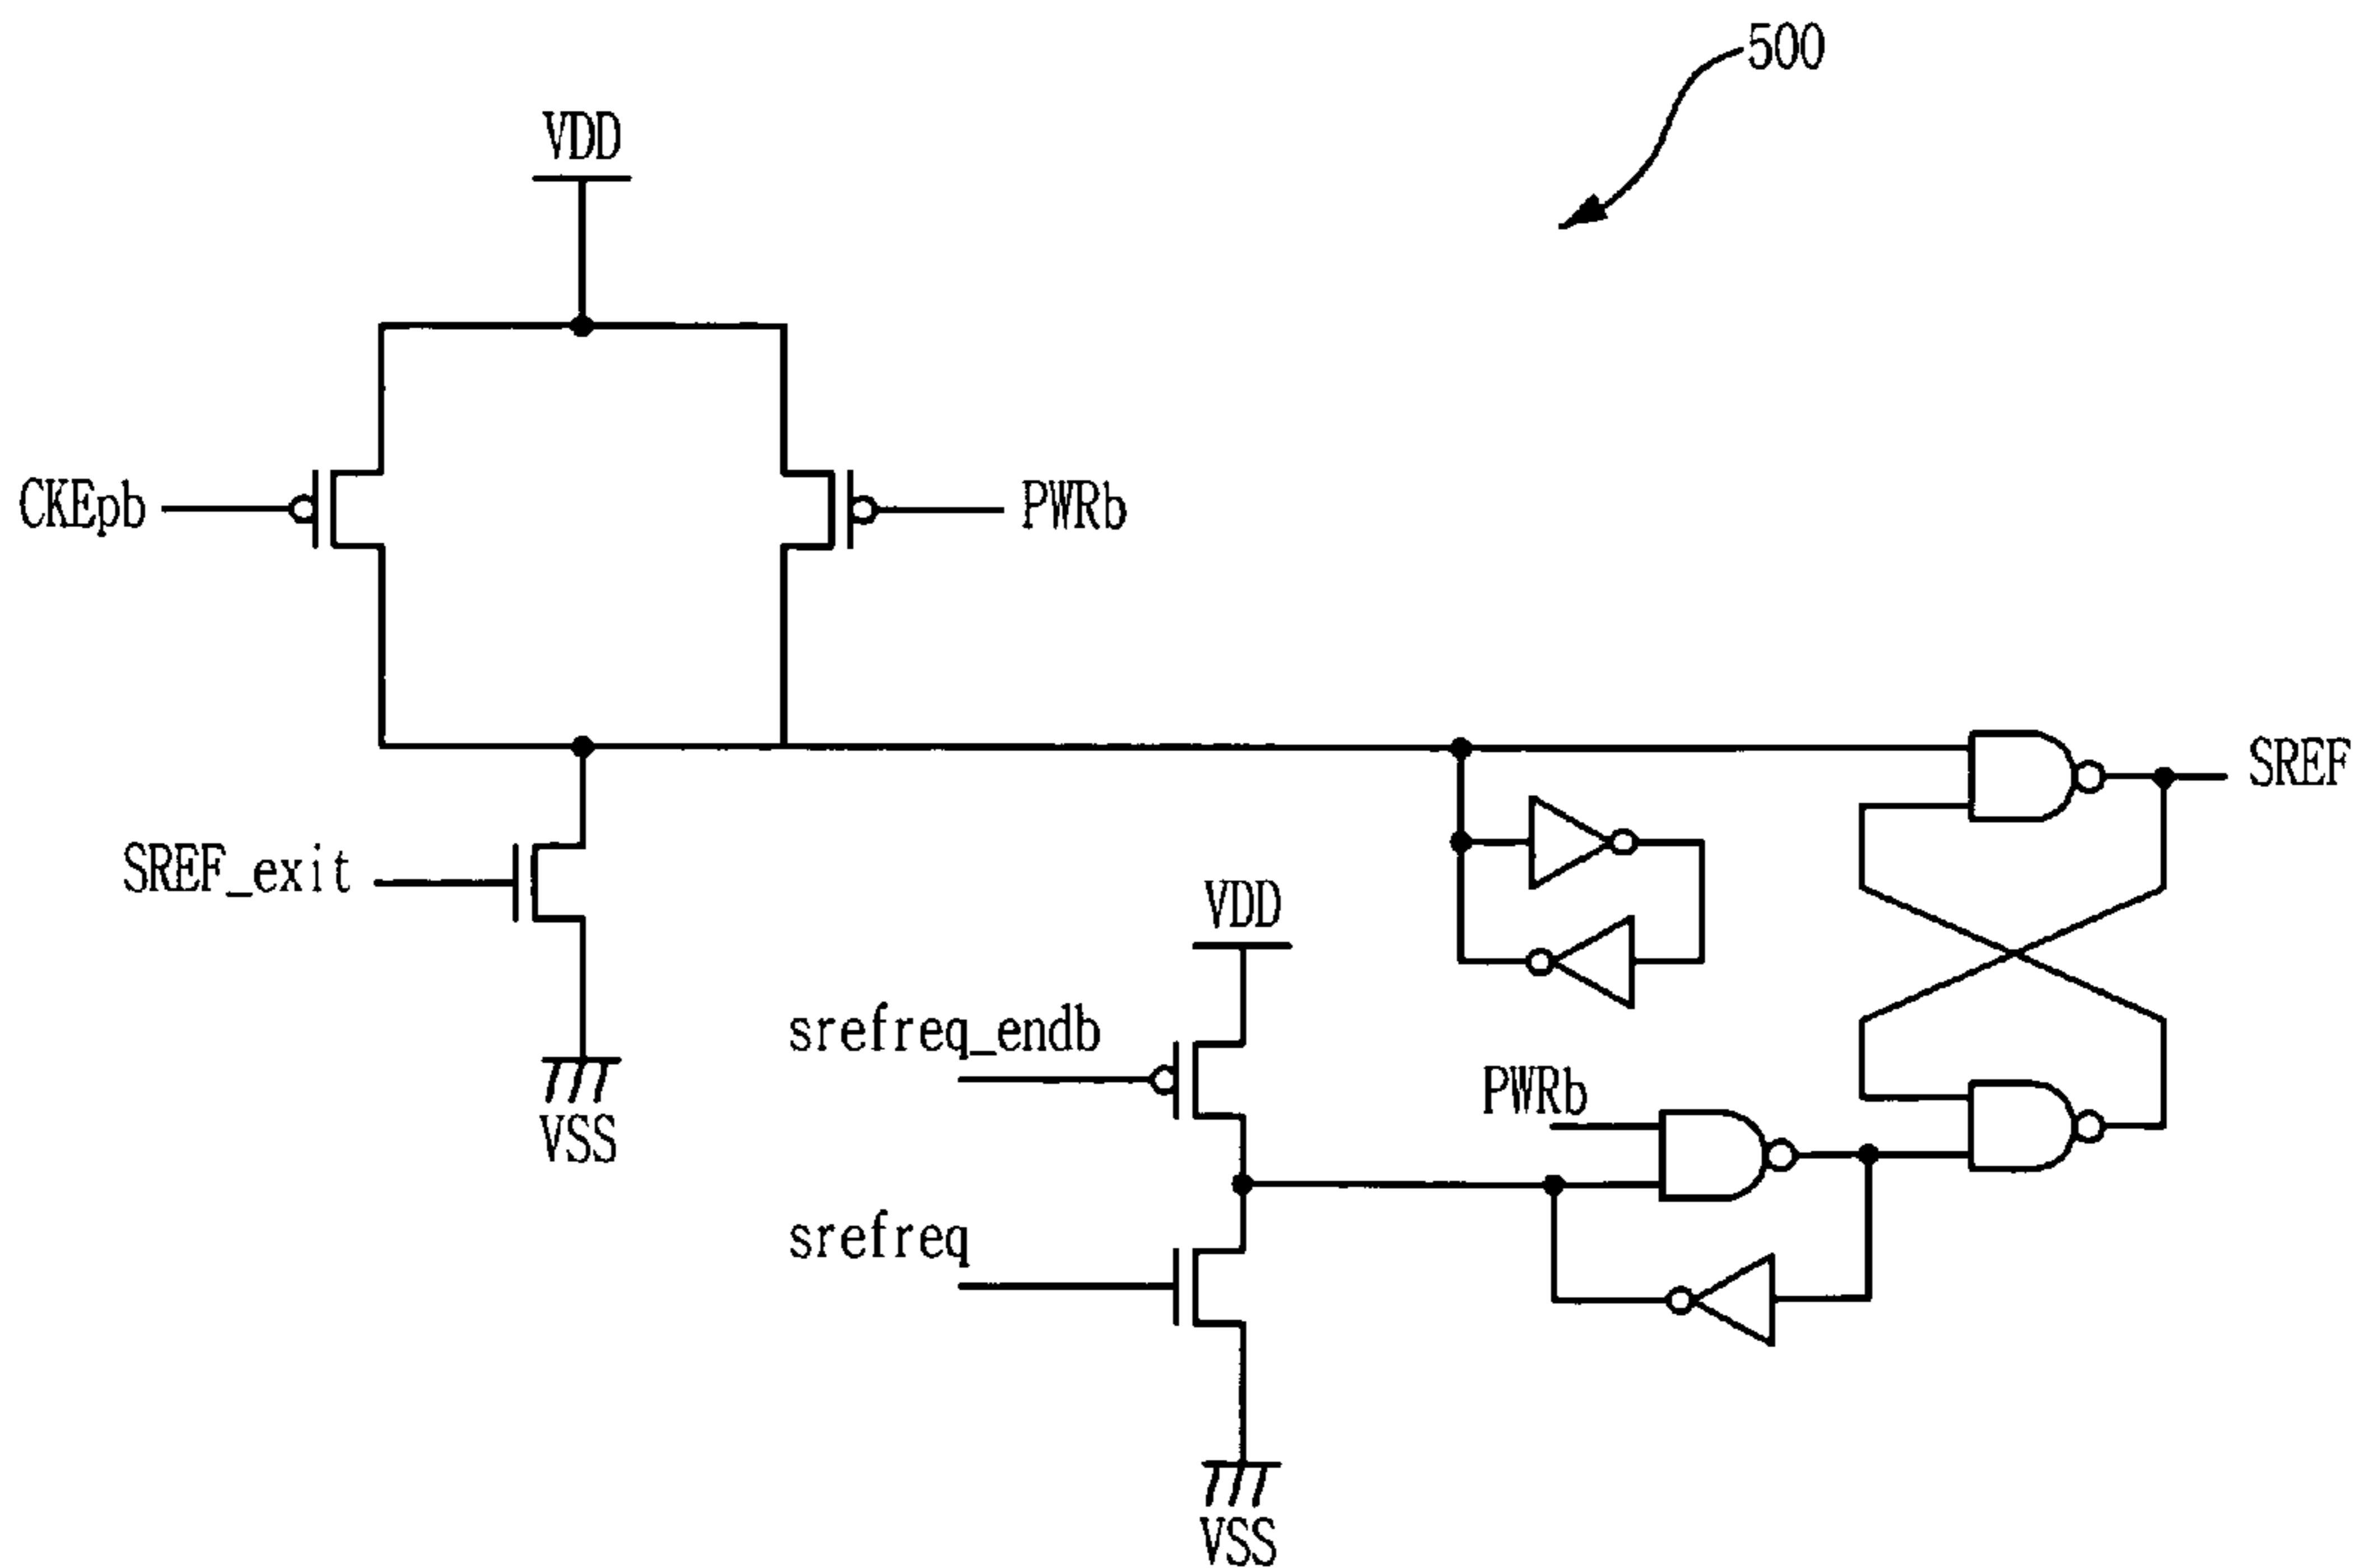 500
VDD
CKEpb
PWRb
SREF
SREF_exit
VDD
srefreq_endb
PWRb
VSS
srefreq
VSS